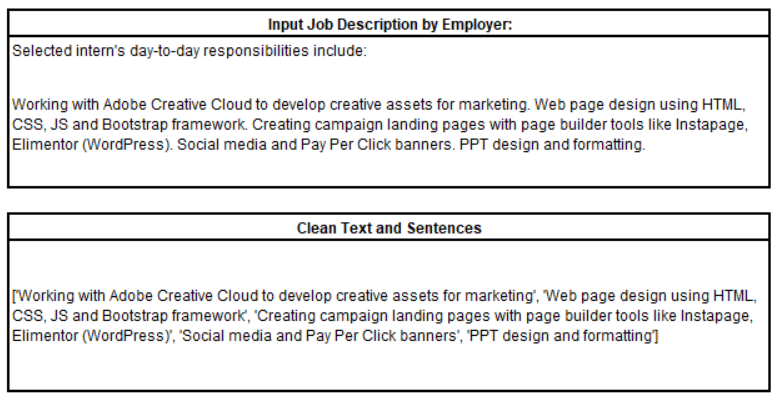 Input Job Description by Employer:
Selected intern's day-to-day responsibilities include:
Working with Adobe Creative Cloud to develop creative assets for marketing. Web page design using HTML,
CSS, JS and Bootstrap framework. Creating campaign landing pages with page builder tools like Instapage,
Elimentor (WordPress). Social media and Pay Per Click banners. PPT design and formatting.
Clean Text and Sentences
['Working with Adobe Creative Cloud to develop creative assets for marketing', 'Web page design using HTML,
CSS, JS and Bootstrap framework', 'Creating campaign landing pages with page builder tools like Instapage,
Elimentor (WordPress)', 'Social media and Pay Per Click banners', 'PPT design and formatting']